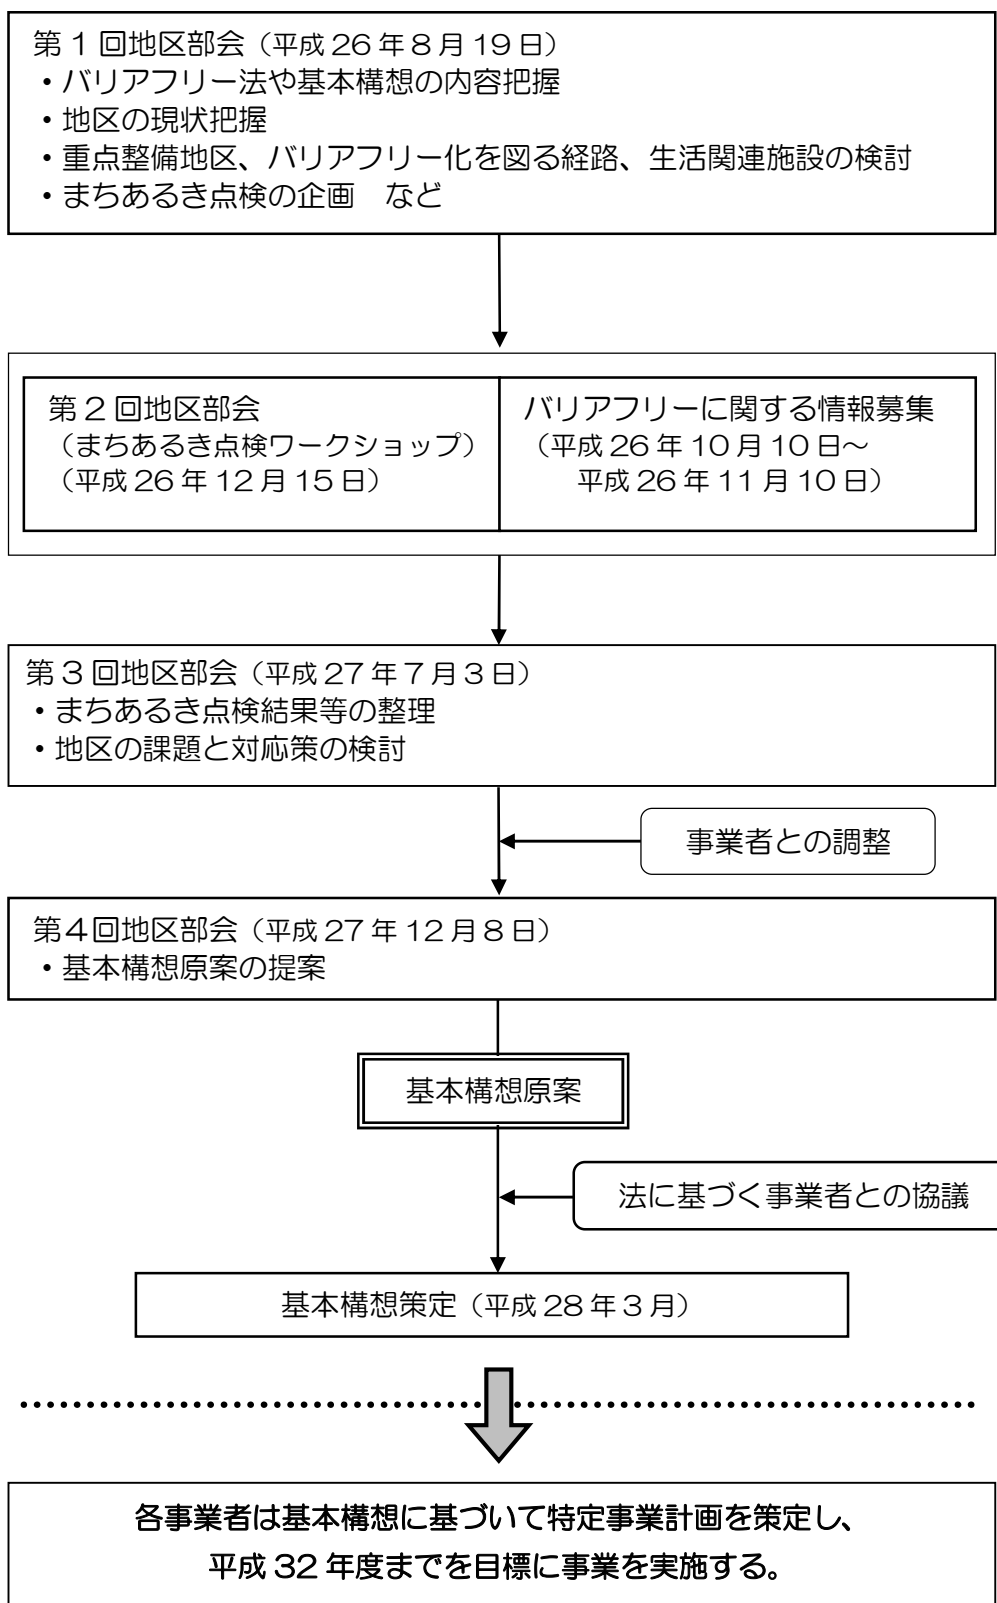 第1回地区部会（平成26年8月19日）
・バリアフリー法や基本構想の内容把握
・地区の現状把握
・重点整備地区、バリアフリー化を図る経路、生活関連施設の検討
・まちあるき点検の企画　など
第2回地区部会
（まちあるき点検ワークショップ）
（平成26年12月15日）
バリアフリーに関する情報募集
（平成26年10月10日～
平成26年11月10日）
第3回地区部会（平成27年7月3日）
・まちあるき点検結果等の整理
・地区の課題と対応策の検討
事業者との調整
第4回地区部会（平成27年12月8日）
・基本構想原案の提案
基本構想原案
法に基づく事業者との協議
基本構想策定（平成28年3月）
各事業者は基本構想に基づいて特定事業計画を策定し、
平成32年度までを目標に事業を実施する。